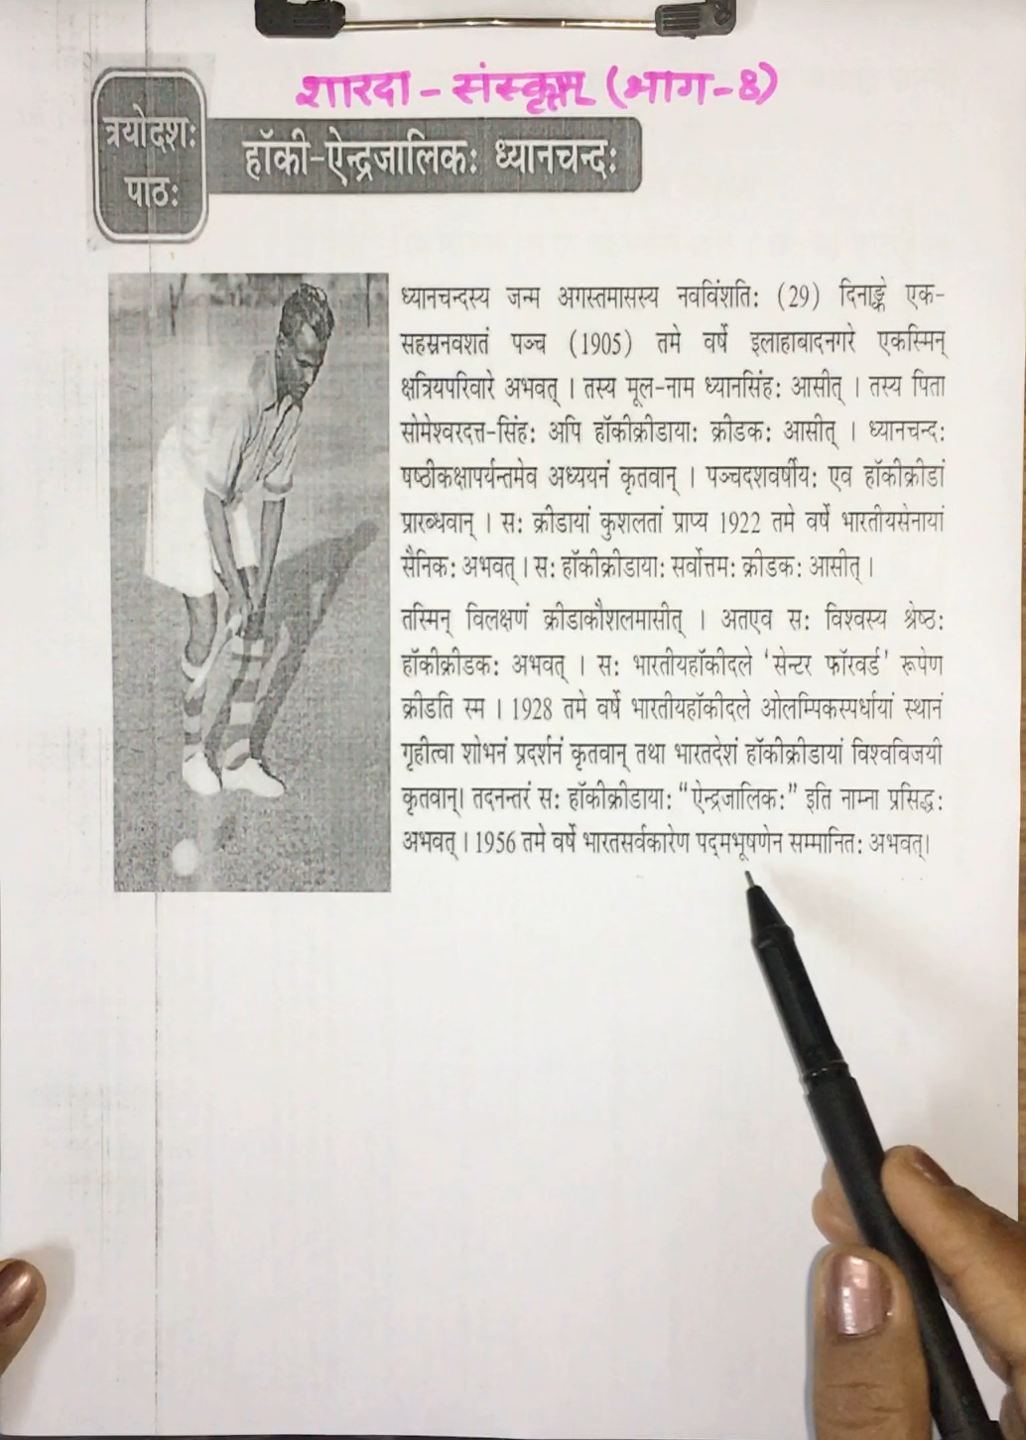 शारदा - संस्कृतम् (भाग-8)
त्रयोदशः
पाठः
हॉकी-ऐन्द्रजालिकः ध्यानचन्दः
ध्यानचन्दस्य जन्म अगस्तमासस्य नवविंशतिः (29) दिनाङ्के एक-
सहस्रनवशतं पञ्च (1905) तमे वर्षे इलाहाबादनगरे एकस्मिन्
क्षत्रियपरिवारे अभवत् । तस्य मूल-नाम ध्यानसिंहः आसीत् । तस्य पिता
सोमेश्वरदत्त-सिंहः अपि हॉकीक्रीडायाः क्रीडकः आसीत् । ध्यानचन्दः
षष्ठीकक्षापर्यन्तमेव अध्ययनं कृतवान् । पञ्चदशवर्षीयः एव हॉकीक्रीडां
प्रारब्धवान् । सः क्रीडायां कुशलतां प्राप्य 1922 तमे वर्षे भारतीयसेनायां
सैनिकः अभवत् । सः हॉकीक्रीडायाः सर्वोत्तमः क्रीडकः आसीत् ।
तस्मिन् विलक्षणं क्रीडाकौशलमासीत् । अतएव सः विश्वस्य श्रेष्ठः
हॉकीक्रीडकः अभवत् । सः भारतीयहॉकीदले ‘सेन्टर फॉरवर्ड’ रूपेण
क्रीडति स्म । 1928 तमे वर्षे भारतीयहॉकीदले ओलम्पिकस्पर्धायां स्थानं
गृहीत्वा शोभनं प्रदर्शनं कृतवान् तथा भारतदेशं हॉकीक्रीडायां विश्वविजयी
कृतवान्। तदनन्तरं सः हॉकीक्रीडायाः “ऐन्द्रजालिकः” इति नाम्ना प्रसिद्धः
अभवत् । 1956 तमे वर्षे भारतसर्वकारेण पद्मभूषणेन सम्मानितः अभवत्।